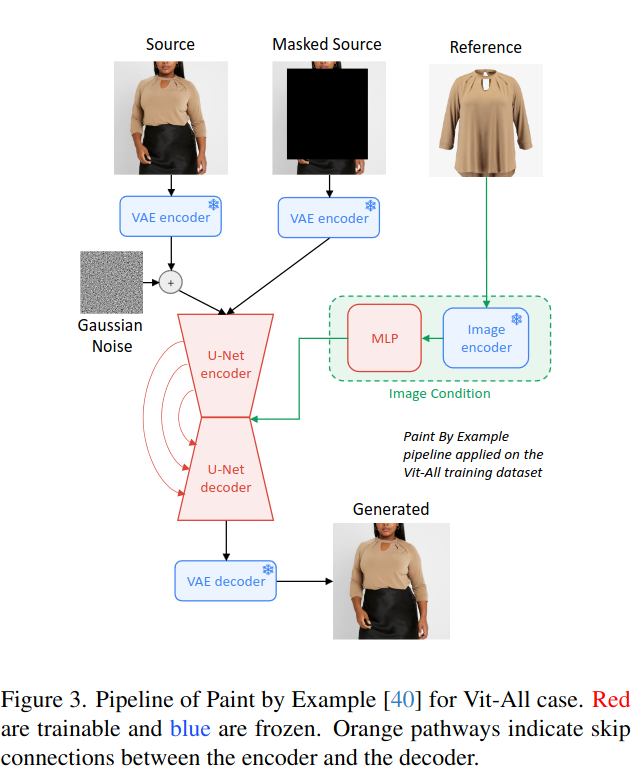 Source
Masked Source
Reference
VAE encoder
VAE encoder
+
Gaussian
Noise
U-Net
encoder
MLP
Image
encoder
Image Condition
Paint By Example
pipeline applied on the
Vit-All training dataset
U-Net
decoder
Generated
VAE decoder
Figure 3. Pipeline of Paint by Example [40] for Vit-All case. Red
are trainable and blue are frozen. Orange pathways indicate skip
connections between the encoder and the decoder.